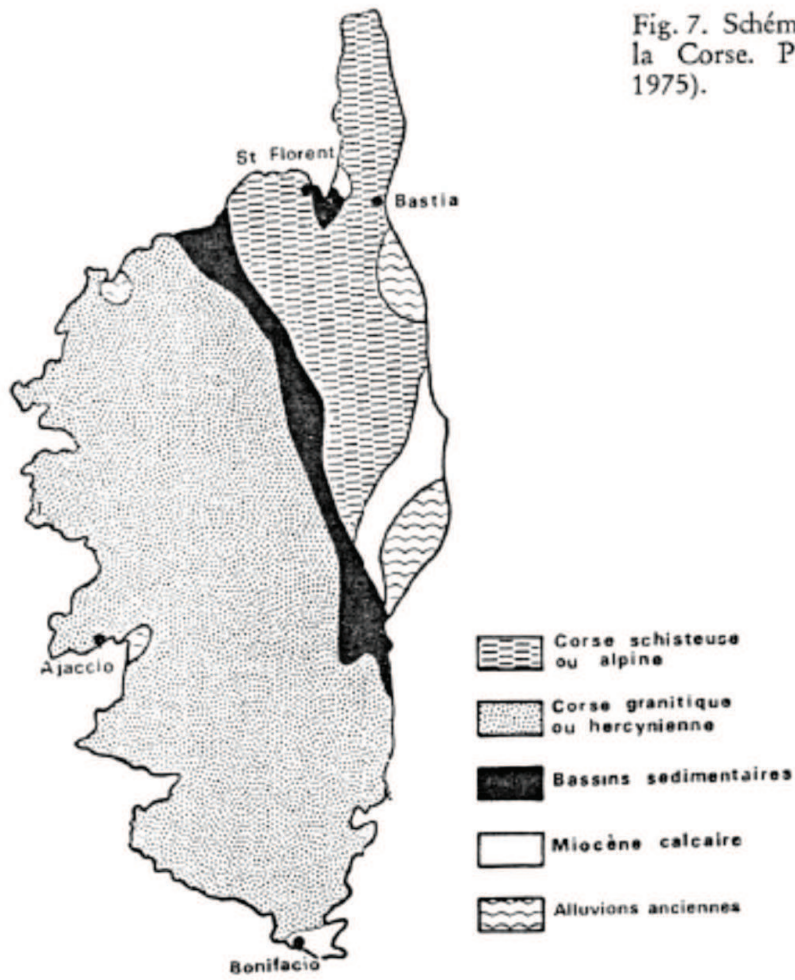 Fig. 7. Schém
la Corse. P
1975).
St Florent
Bastia
Ajaccio
Bonifacio
Corse schisteuse
ou alpine
Corse granitique
ou hercynienne
Bassins sedimentaires
Miocène calcaire
Alluvions anciennes